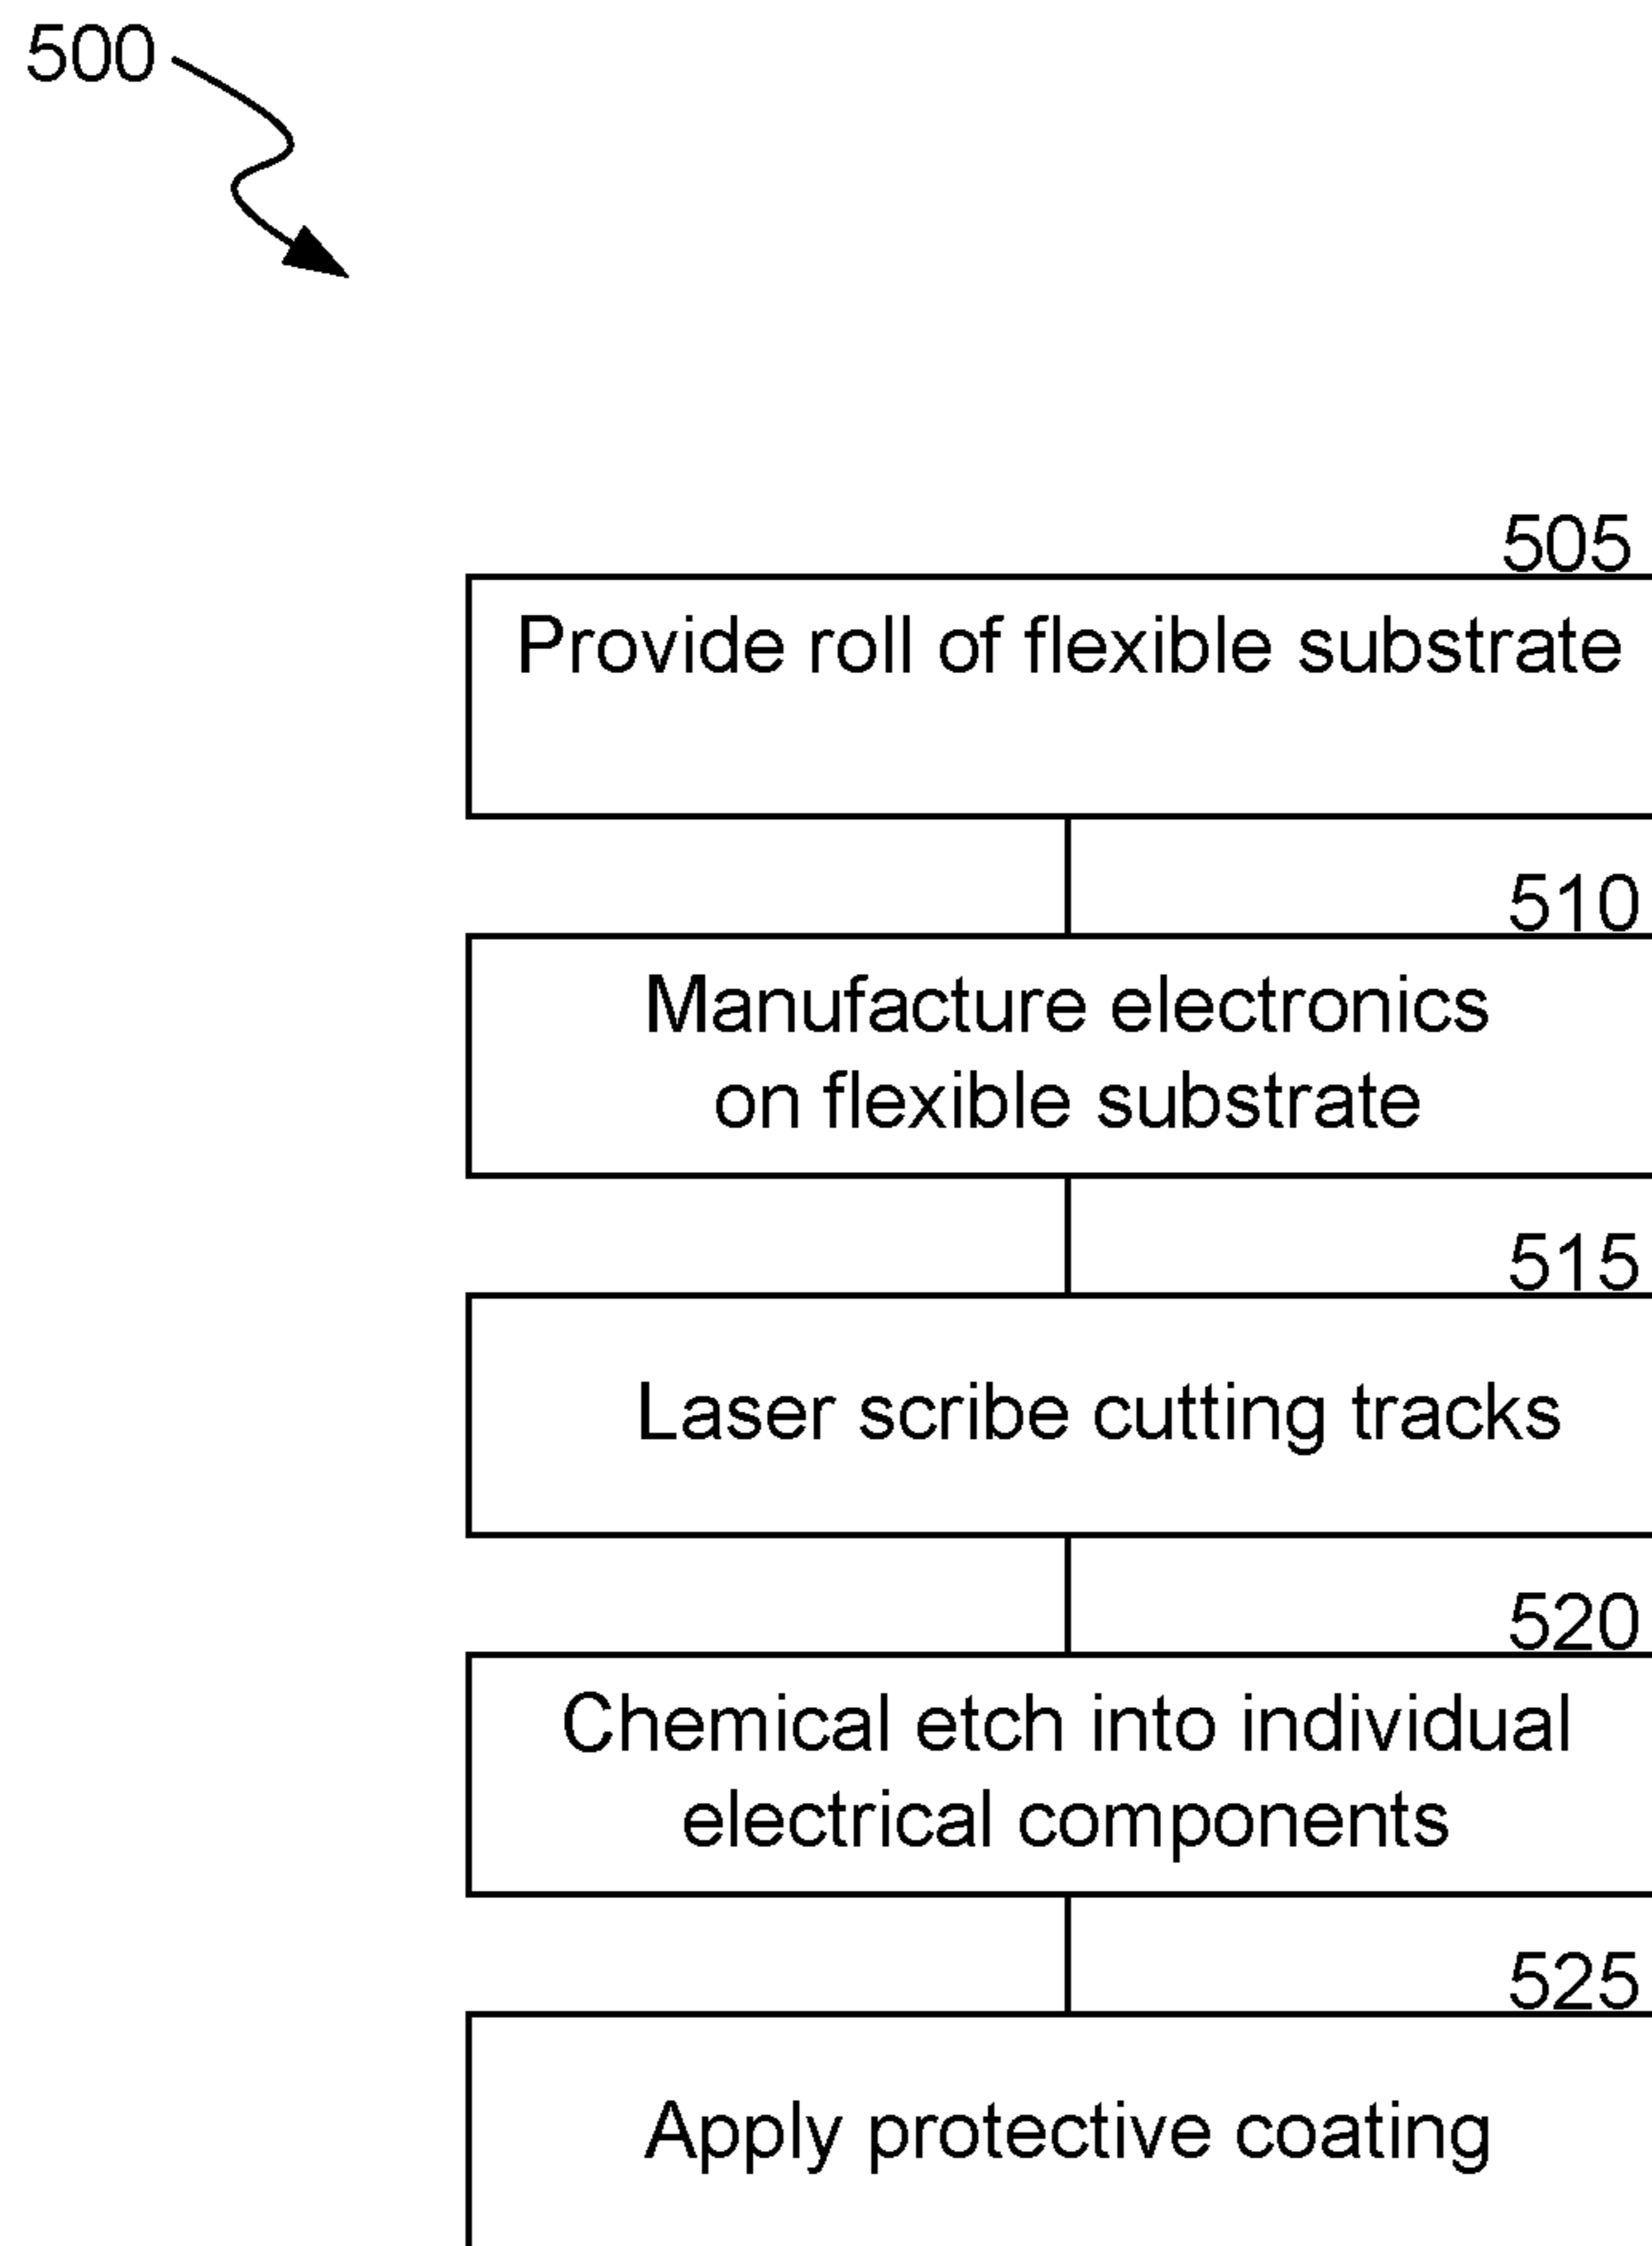 500
505
Provide roll of flexible substrate
510
Manufacture electronics
on flexible substrate
515
Laser scribe cutting tracks
520
Chemical etch into individual
electrical components
525
Apply protective coating